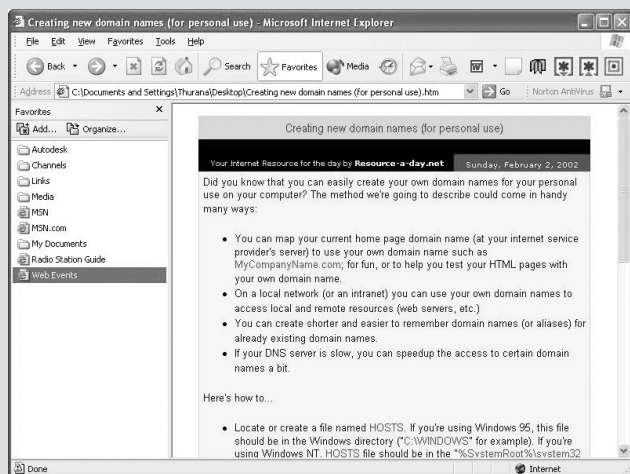 Creating new domain names (for personal use) - Microsoft Internet Explorer
File Edit View Favorites Tools Help
Back Search Favorites Media
Address C:\Documents and Settings\Thurana\Desktop\Creating new domain names (for personal use).htm Go Norton AntiVirus
Favorites
Add... Organize...
Autodesk
Channels
Links
Media
MSN
MSN.com
My Documents
Radio Station Guide
Web Events
Creating new domain names (for personal use)
Your Internet Resource for the day by Resource-a-day.net Sunday, February 2, 2002
Did you know that you can easily create your own domain names for your personal
use on your computer? The method we're going to describe could come in handy
many ways:
• You can map your current home page domain name (at your internet service
provider's server) to use your own domain name such as
MyCompanyName.com; for fun, or to help you test your HTML pages with
your own domain name.
• On a local network (or an intranet) you can use your own domain names to
access local and remote resources (web servers, etc.)
• You can create shorter and easier to remember domain names (or aliases) for
already existing domain names.
• If your DNS server is slow, you can speedup the access to certain domain
names a bit.
Here's how to...
• Locate or create a file named HOSTS. If you're using Windows 95, this file
should be in the Windows directory ("C:\WINDOWS" for example). If you're
using Windows NT. HOSTS file should be in the "%SystemRoot%\system32
Done Internet